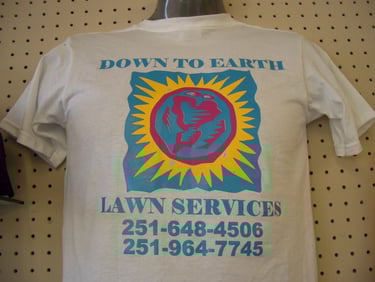 DOWN TO EARTH
LAWN SERVICES
251-648-4506
251-964-7745